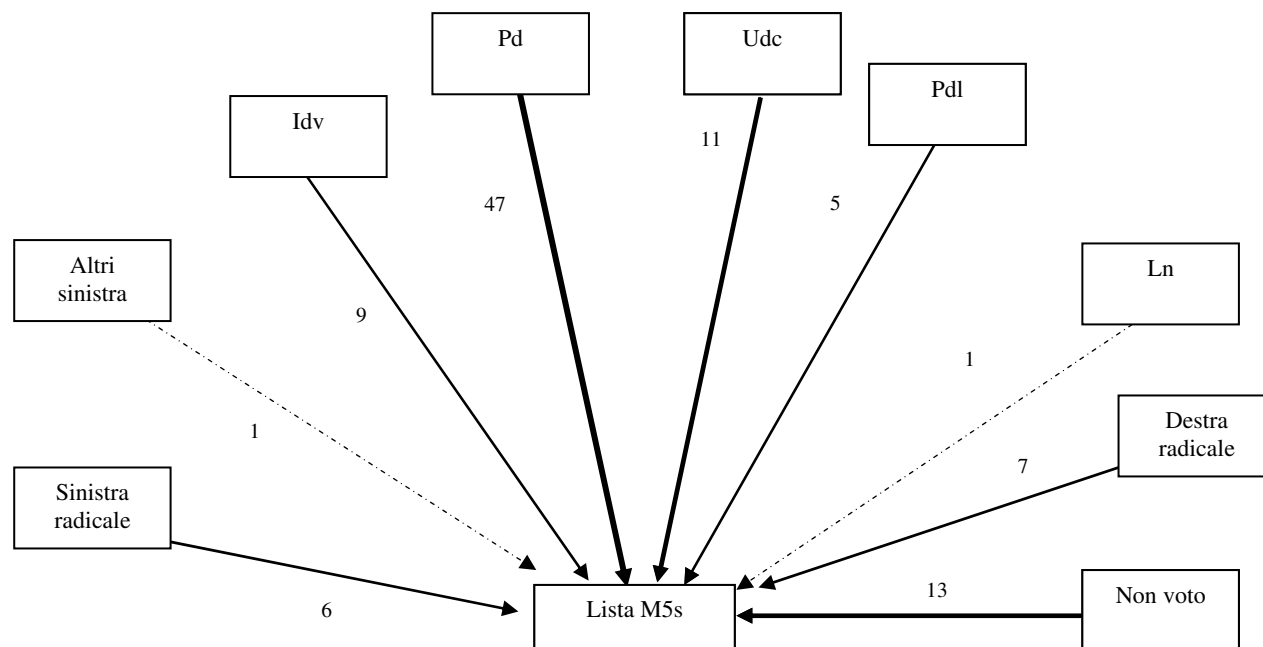 Pd
Udc
Pdl
Idv
11
47
5
Altri
sinistra
Ln
9
1
1
Destra
radicale
7
Sinistra
radicale
13
Non voto
6
Lista M5s